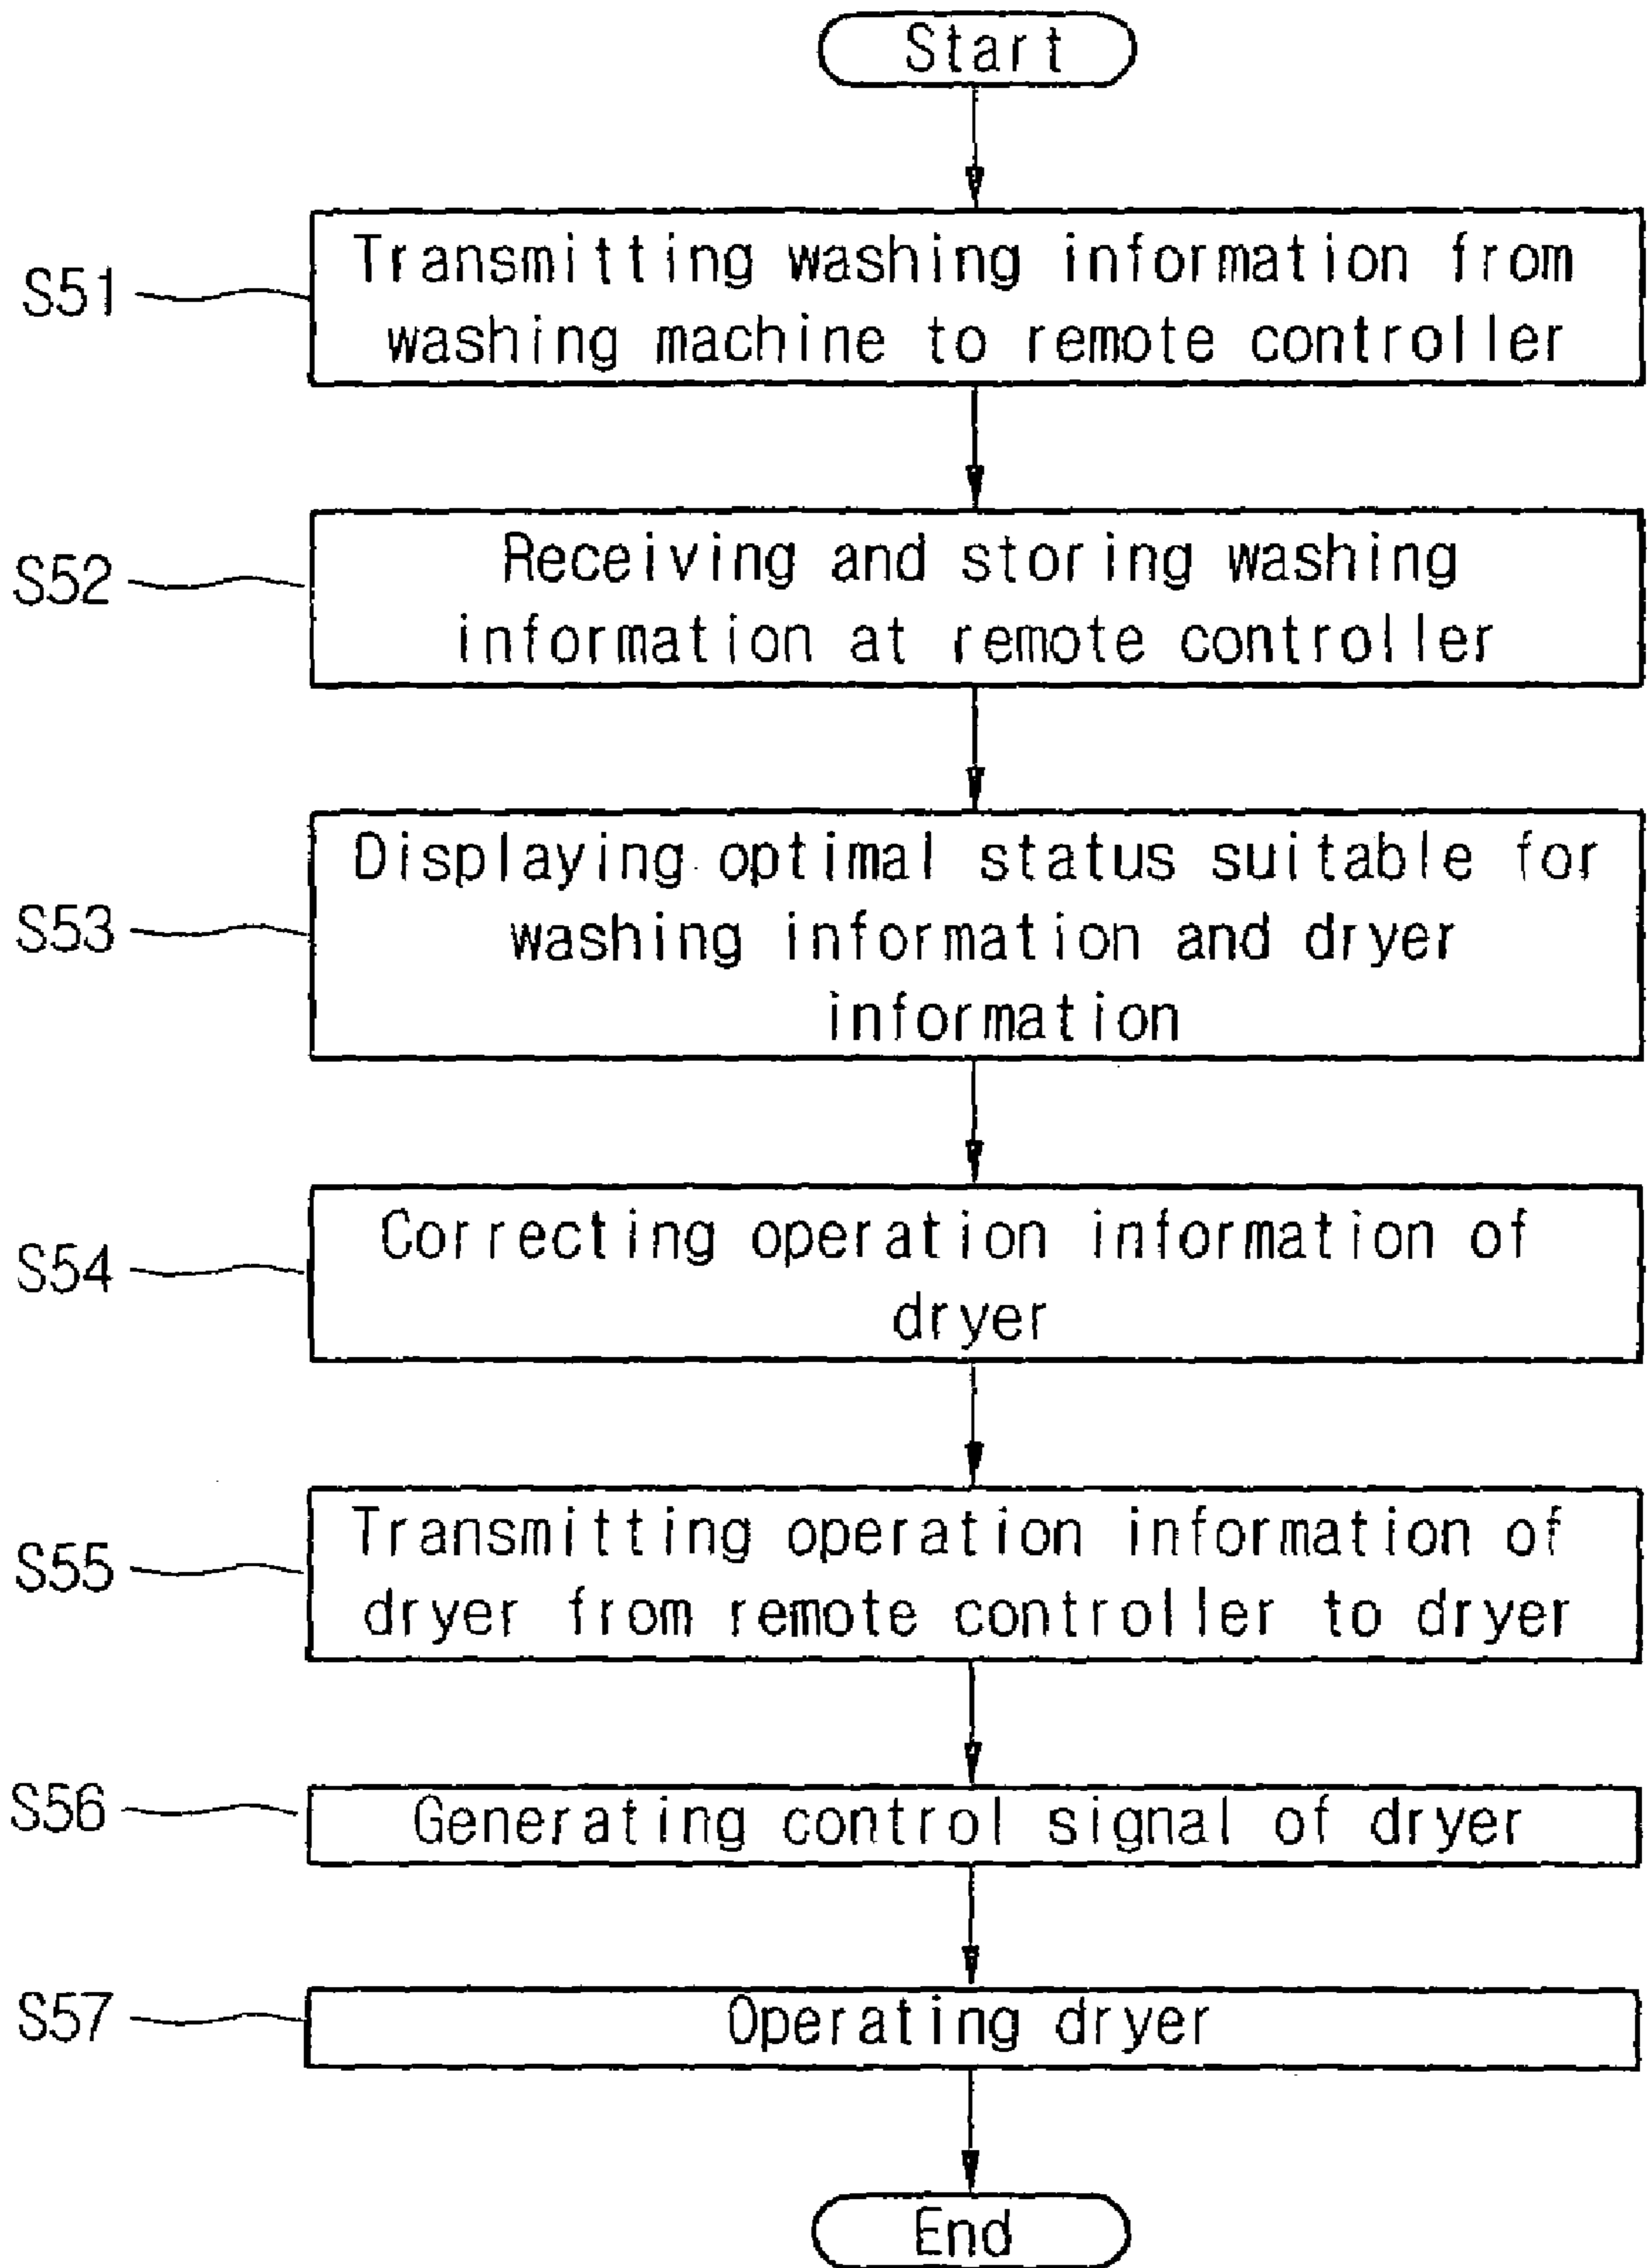 Start
S51
Transmitting washing information from
washing machine to remote controller
S52
Receiving and storing washing
information at remote controller
S53
Displaying optimal status suitable for
washing information and dryer
information
S54
Correcting operation information of
dryer
S55
Transmitting operation information of
dryer from remote controller to dryer
S56
Generating control signal of dryer
S57
Operating dryer
End